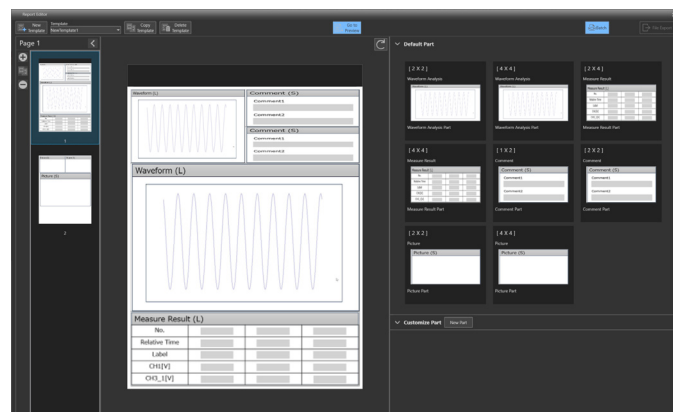 Report Editor
New Template
Template
NewTemplate1
Copy Template
Delete Template
Go to Preview
Page 1
1
Picture (S)
2
Waveform (L)
Comment (S)
Comment1
Comment2
Comment (S)
Comment1
Comment2
Waveform (L)
Measure Result (L)
No.
Relative Time
Label
CH1[V]
CH3_1[V]
Default Part
[ 2 X 2 ]
Waveform Analysis
Waveform Analysis Part
[ 4 X 4 ]
Waveform Analysis
Waveform Analysis Part
[ 2 X 4 ]
Measure Result
Measure Result Part
[ 4 X 4 ]
Measure Result
Measure Result Part
[ 1 X 2 ]
Comment
Comment (S)
Comment1
Comment2
Comment Part
[ 2 X 2 ]
Comment
Comment (S)
Comment1
Comment2
Comment Part
[ 2 X 2 ]
Picture
Picture (S)
Picture Part
[ 4 X 4 ]
Picture
Picture (S)
Picture Part
Customize Part
New Part